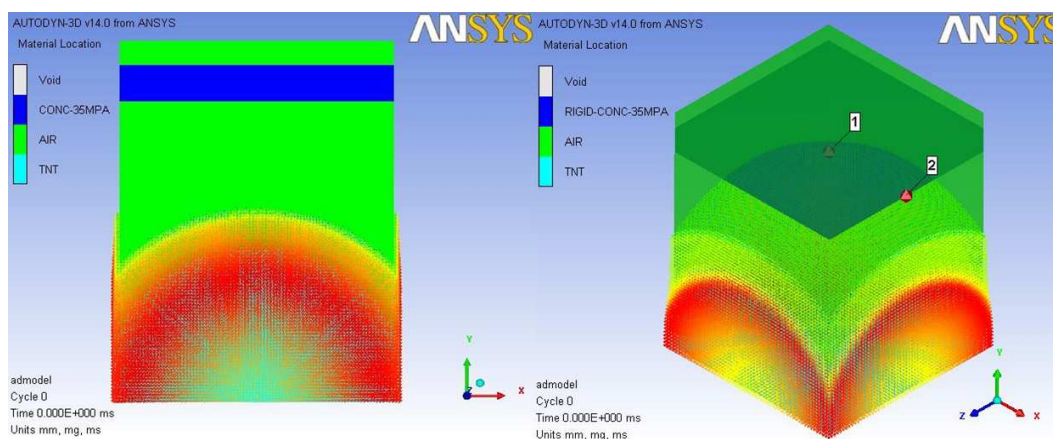 AUTODYN-3D v14.0 from ANSYS
ANSYS
Material Location
Void
CONC-35MPA
AIR
TNT
Y
X
Z
admodel
Cycle 0
Time 0.000E+000 ms
Units mm, mg, ms
AUTODYN-3D v14.0 from ANSYS
ANSYS
Material Location
Void
RIGID-CONC-35MPA
AIR
TNT
1
2
Y
Z
X
admodel
Cycle 0
Time 0.000E+000 ms
Units mm, mg, ms